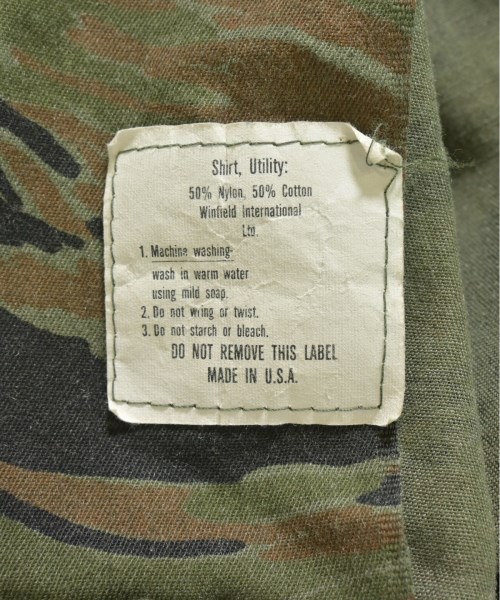 Shirt, Utility:
50% Nylon, 50% Cotton
Winfield International
Ltd.
1. Machine washing:
wash in warm water
using mild soap.
2. Do not wring or twist.
3. Do not starch or bleach.
DO NOT REMOVE THIS LABEL
MADE IN U.S.A.